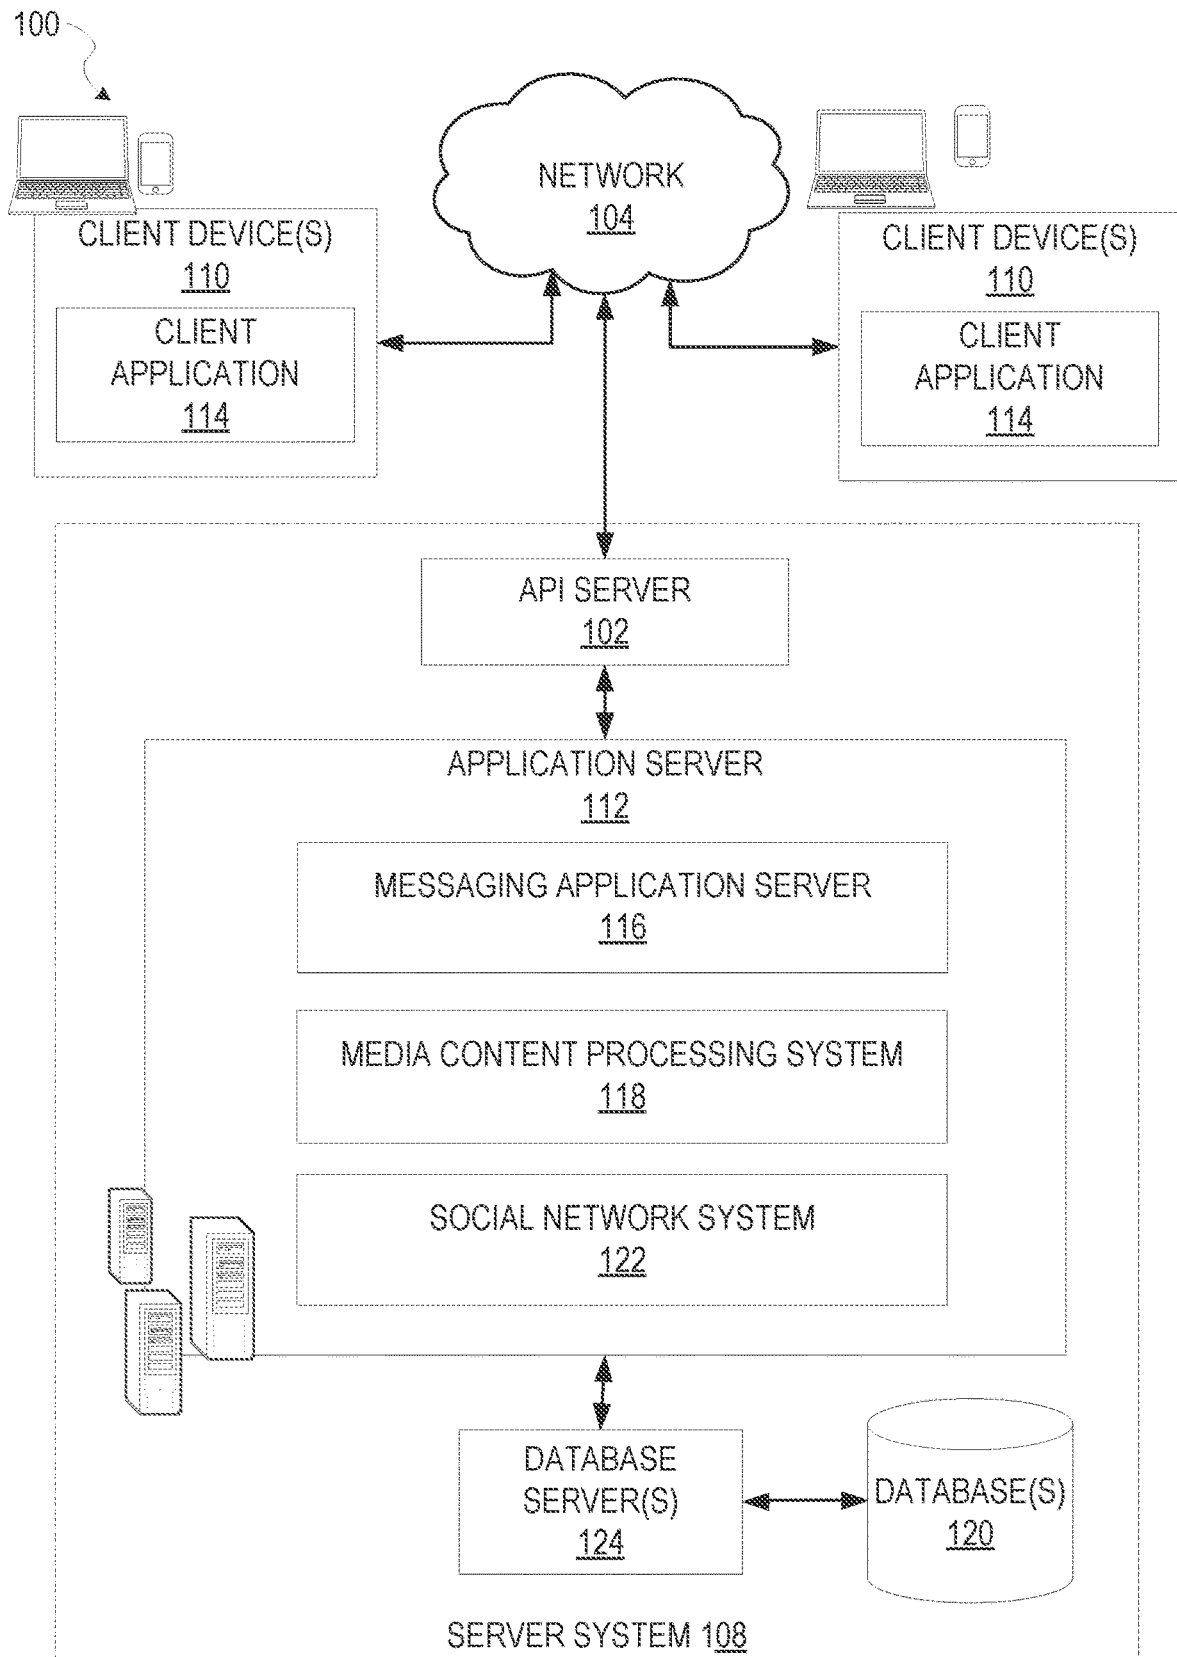 100
NETWORK
104
CLIENT DEVICE(S)
110
CLIENT
APPLICATION
114
CLIENT DEVICE(S)
110
CLIENT
APPLICATION
114
API SERVER
102
APPLICATION SERVER
112
MESSAGING APPLICATION SERVER
116
MEDIA CONTENT PROCESSING SYSTEM
118
SOCIAL NETWORK SYSTEM
122
DATABASE
SERVER(S)
124
DATABASE(S)
120
SERVER SYSTEM 108